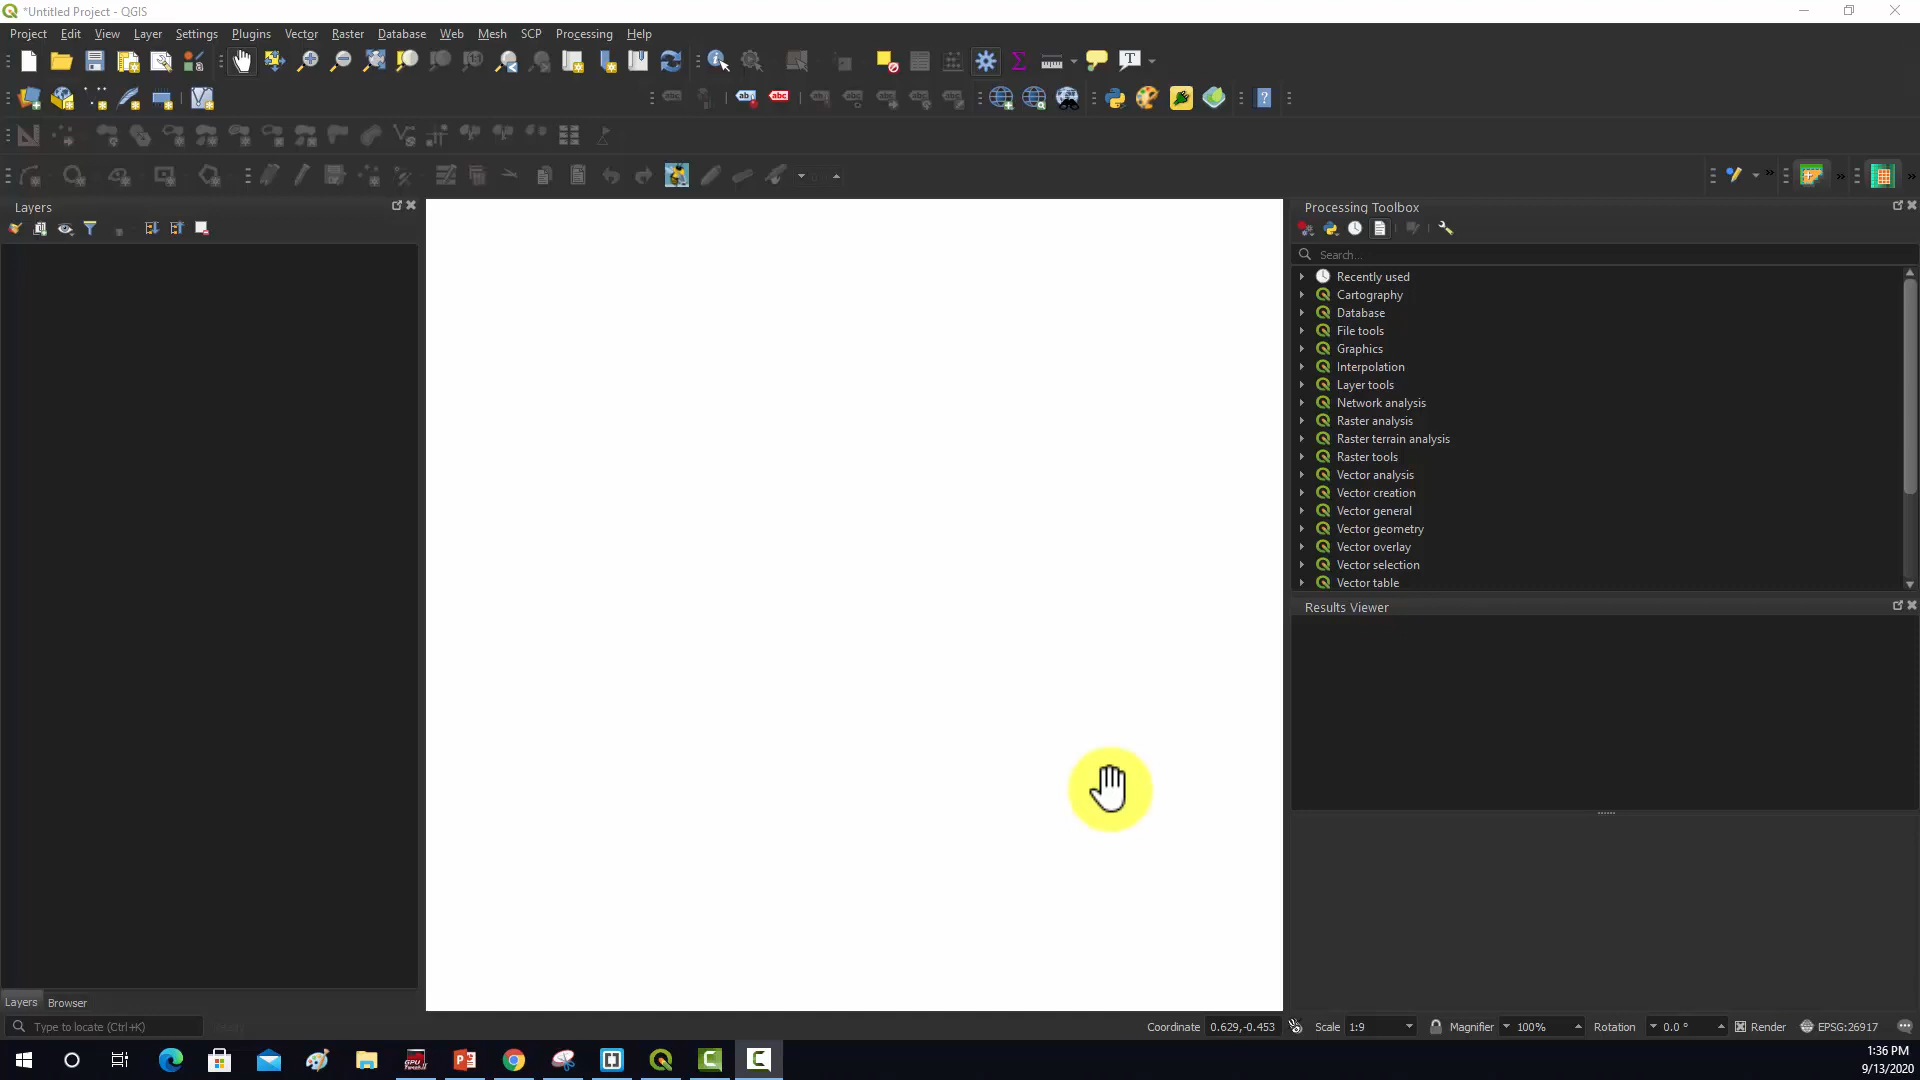 *Untitled Project - QGIS
Project Edit View Layer Settings Plugins Vector Raster Database Web Mesh SCP Processing Help
Layers
Processing Toolbox
Search...
Recently used
Cartography
Database
File tools
Graphics
Interpolation
Layer tools
Network analysis
Raster analysis
Raster terrain analysis
Raster tools
Vector analysis
Vector creation
Vector general
Vector geometry
Vector overlay
Vector selection
Vector table
Results Viewer
Layers Browser
Type to locate (Ctrl+K) Coordinate 0.629,-0.453 Scale 1:9 Magnifier 100% Rotation 0.0 ° Render EPSG:26917
1:36 PM
9/13/2020